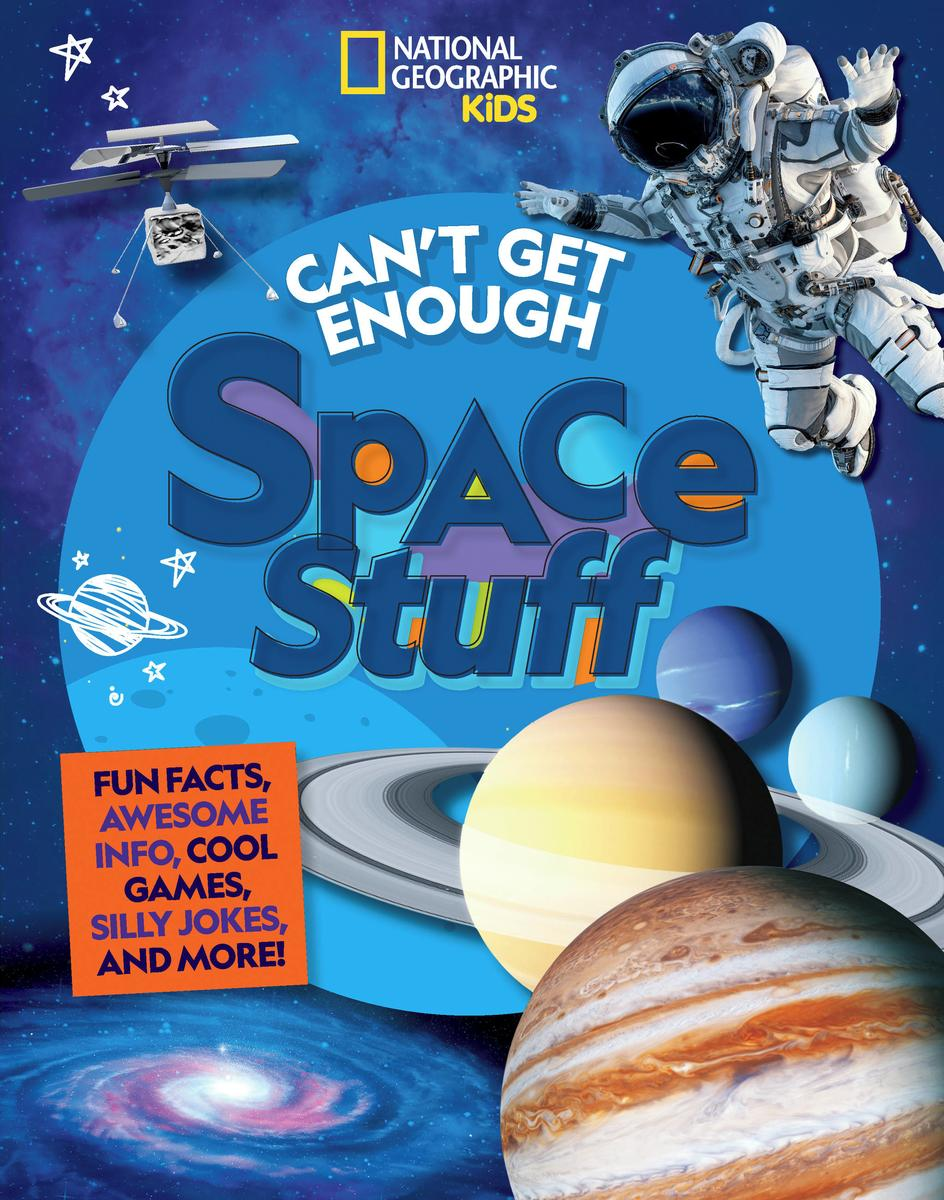 NATIONAL
GEOGRAPHIC
KiDS
CAN'T GET
ENOUGH
SpACe
Stuff
FUN FACTS,
AWESOME
INFO, COOL
GAMES,
SILLY JOKES,
AND MORE!